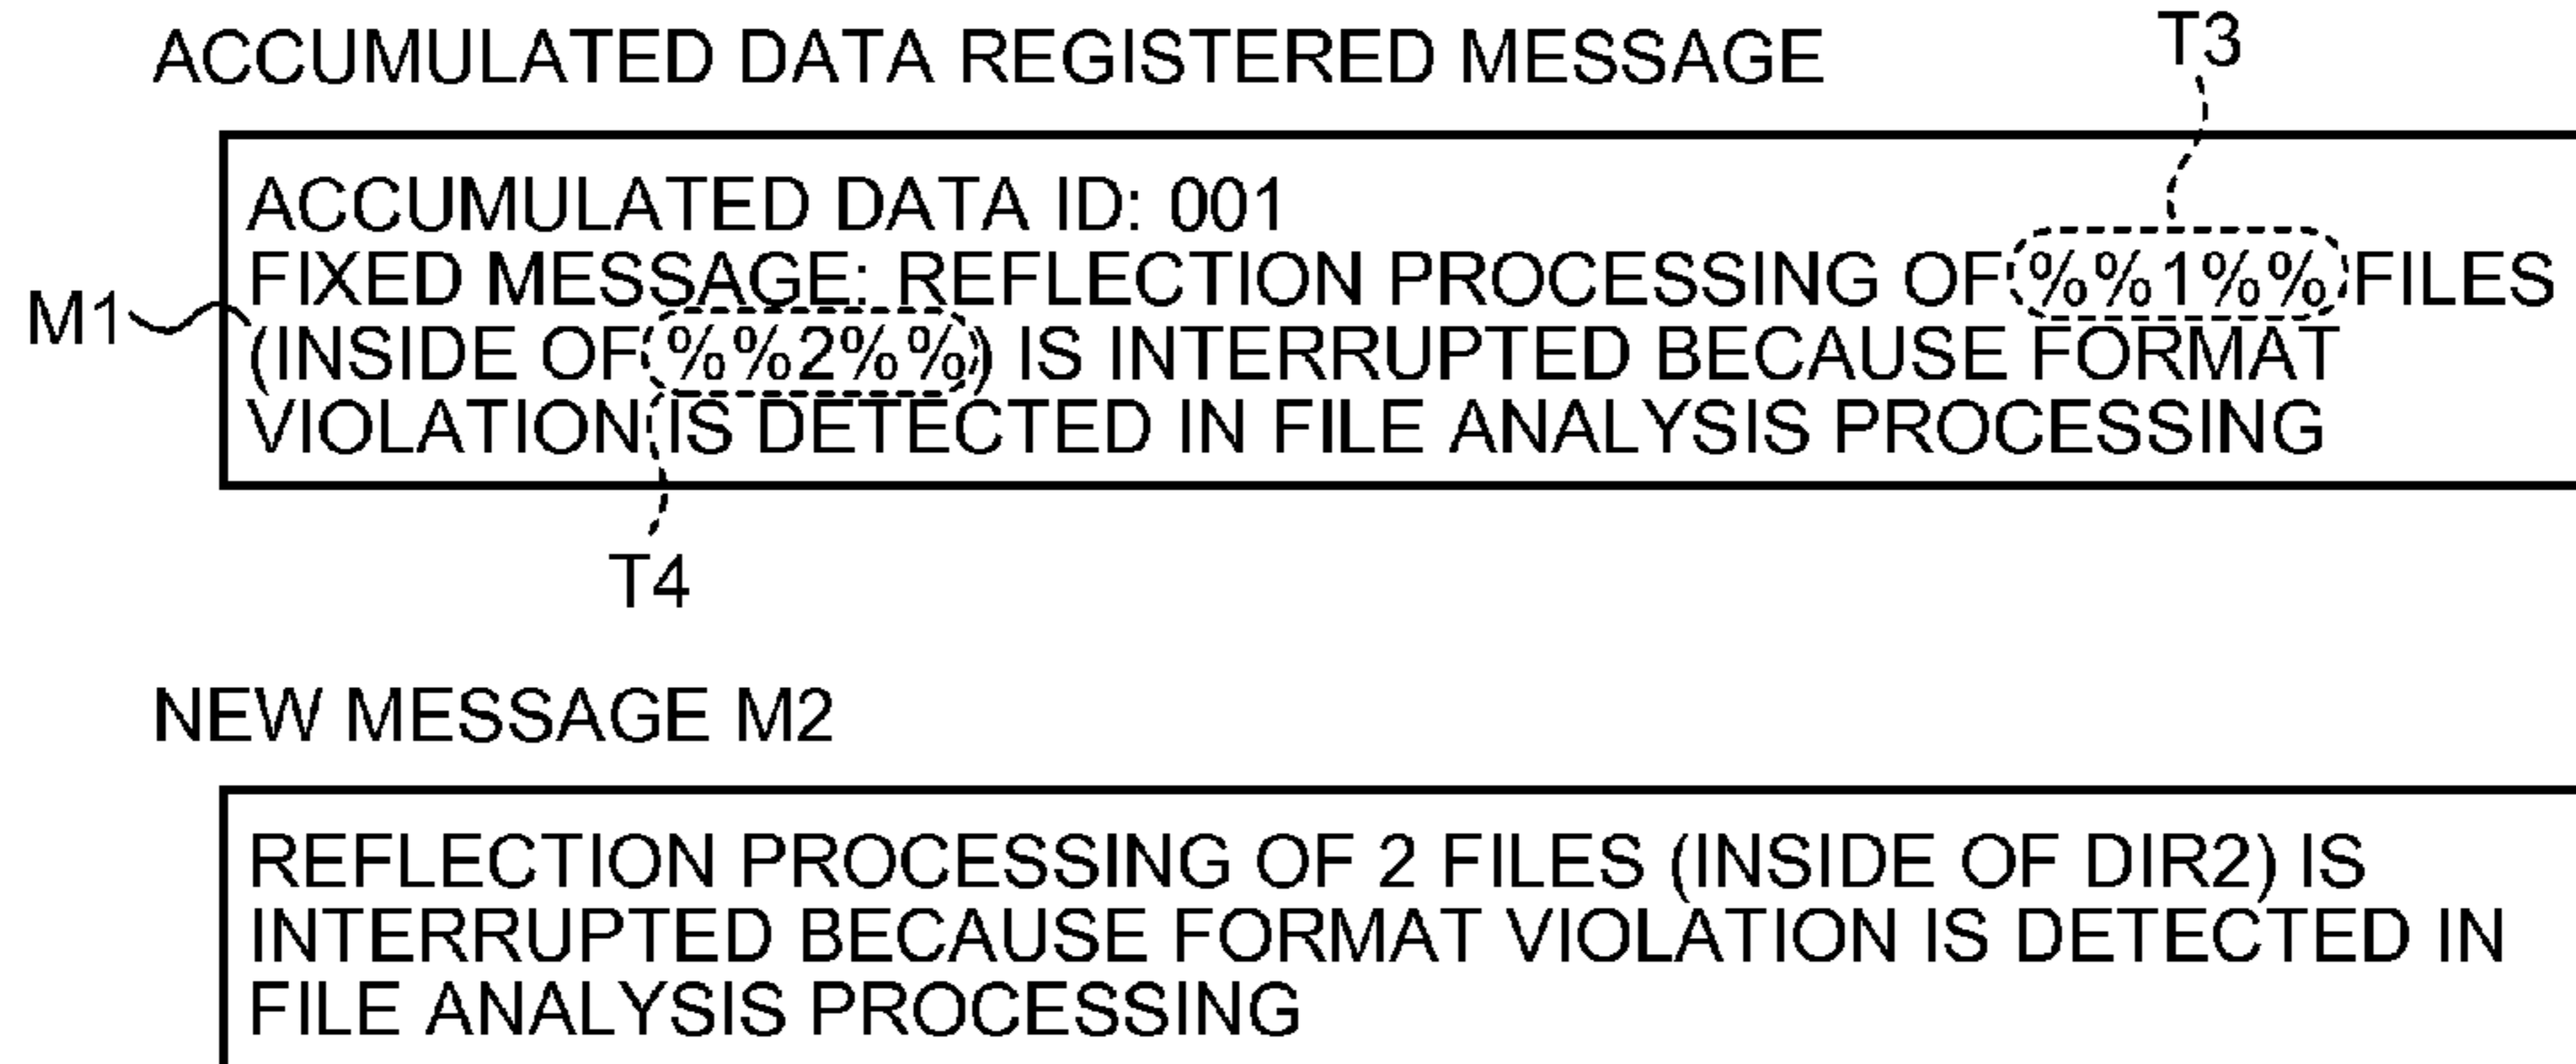 ACCUMULATED DATA REGISTERED MESSAGE
T3
ACCUMULATED DATA ID: 001
FIXED MESSAGE: REFLECTION PROCESSING OF %%1%% FILES
M1
(INSIDE OF %%2%%) IS INTERRUPTED BECAUSE FORMAT
VIOLATION IS DETECTED IN FILE ANALYSIS PROCESSING
T4
NEW MESSAGE M2
REFLECTION PROCESSING OF 2 FILES (INSIDE OF DIR2) IS
INTERRUPTED BECAUSE FORMAT VIOLATION IS DETECTED IN
FILE ANALYSIS PROCESSING